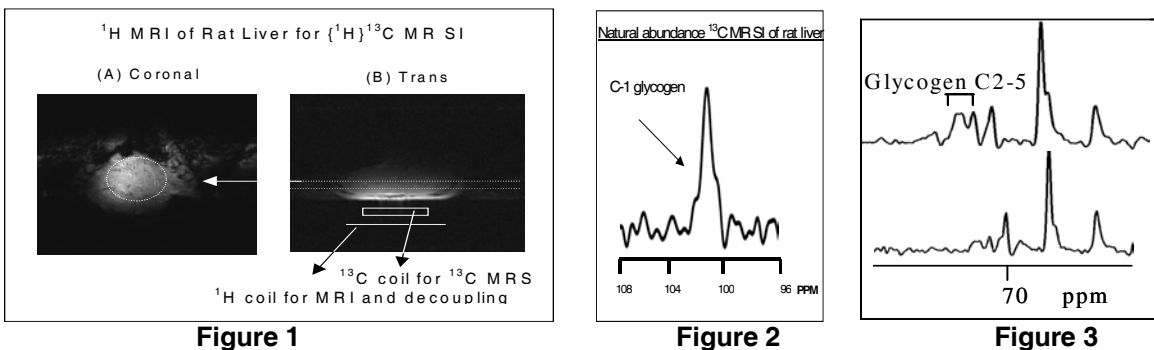 ¹H MRI of Rat Liver for {¹H}¹³C MR SI
(A) Coronal
(B) Trans
¹³C coil for ¹³C MRS
¹H coil for MRI and decoupling
Figure 1
Natural abundance ¹³C MR SI of rat liver
C-1 glycogen
108 104 100 96 PPM
Figure 2
Glycogen C2-5
70 ppm
Figure 3